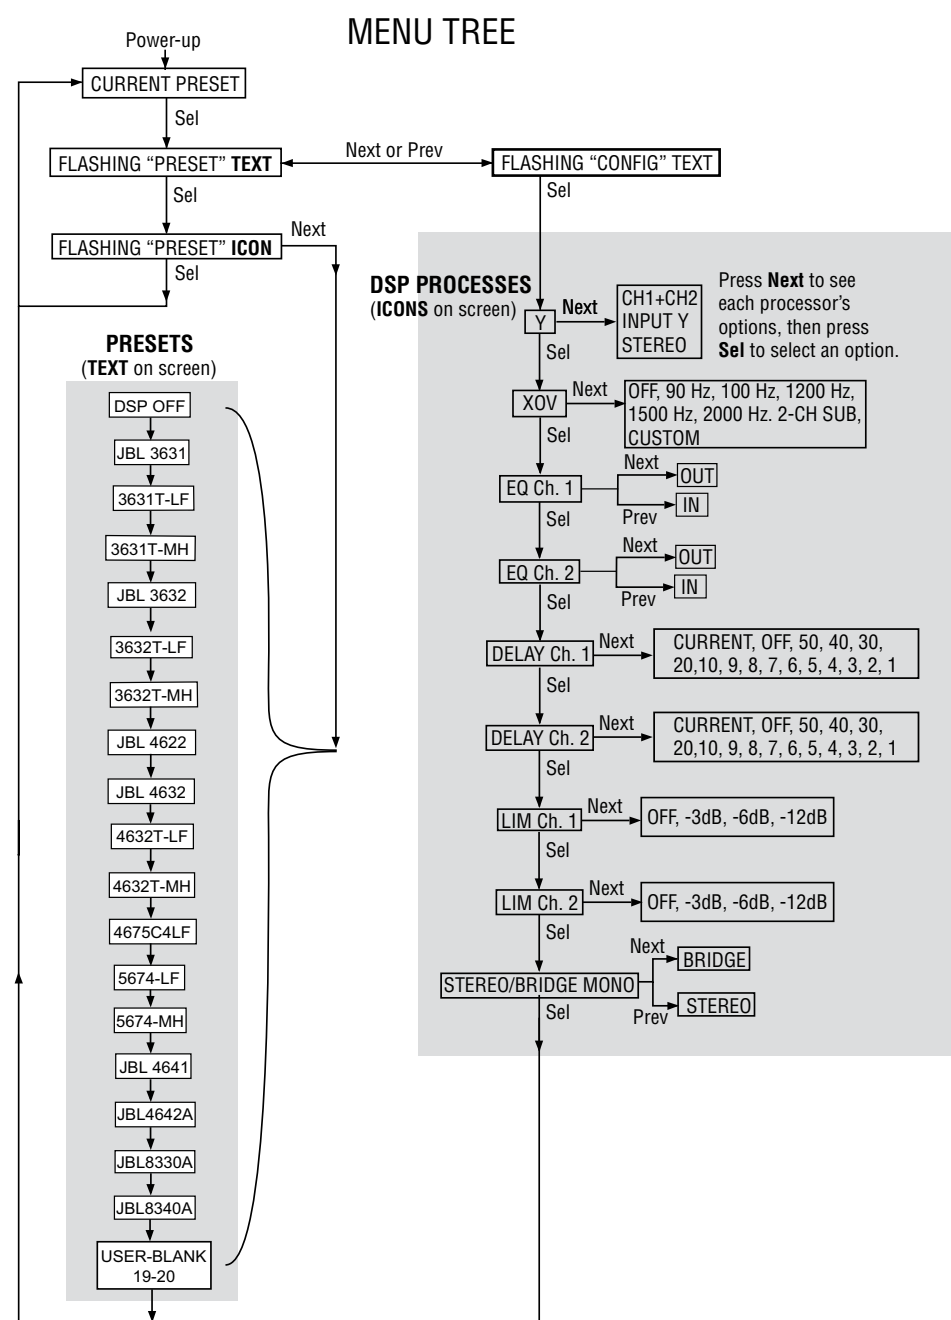 MENU TREE
Power-up
CURRENT PRESET
Sel
FLASHING “PRESET” TEXT
Next or Prev
FLASHING “CONFIG” TEXT
Sel
Sel
FLASHING “PRESET” ICON
Next
Sel
PRESETS
(TEXT on screen)
DSP OFF
JBL 3631
3631T-LF
3631T-MH
JBL 3632
3632T-LF
3632T-MH
JBL 4622
JBL 4632
4632T-LF
4632T-MH
4675C4LF
5674-LF
5674-MH
JBL 4641
JBL4642A
JBL8330A
JBL8340A
USER-BLANK
19-20
DSP PROCESSES
(ICONS on screen)
Press Next to see
each processor’s
options, then press
Sel to select an option.
Y
Next
CH1+CH2
INPUT Y
STEREO
Sel
XOV
Next
OFF, 90 Hz, 100 Hz, 1200 Hz,
1500 Hz, 2000 Hz. 2-CH SUB,
CUSTOM
Sel
EQ Ch. 1
Next
OUT
IN
Prev
Sel
EQ Ch. 2
Next
OUT
IN
Prev
Sel
DELAY Ch. 1
Next
CURRENT, OFF, 50, 40, 30,
20,10, 9, 8, 7, 6, 5, 4, 3, 2, 1
Sel
DELAY Ch. 2
Next
CURRENT, OFF, 50, 40, 30,
20,10, 9, 8, 7, 6, 5, 4, 3, 2, 1
Sel
LIM Ch. 1
Next
OFF, -3dB, -6dB, -12dB
Sel
LIM Ch. 2
Next
OFF, -3dB, -6dB, -12dB
Sel
STEREO/BRIDGE MONO
Next
BRIDGE
STEREO
Prev
Sel